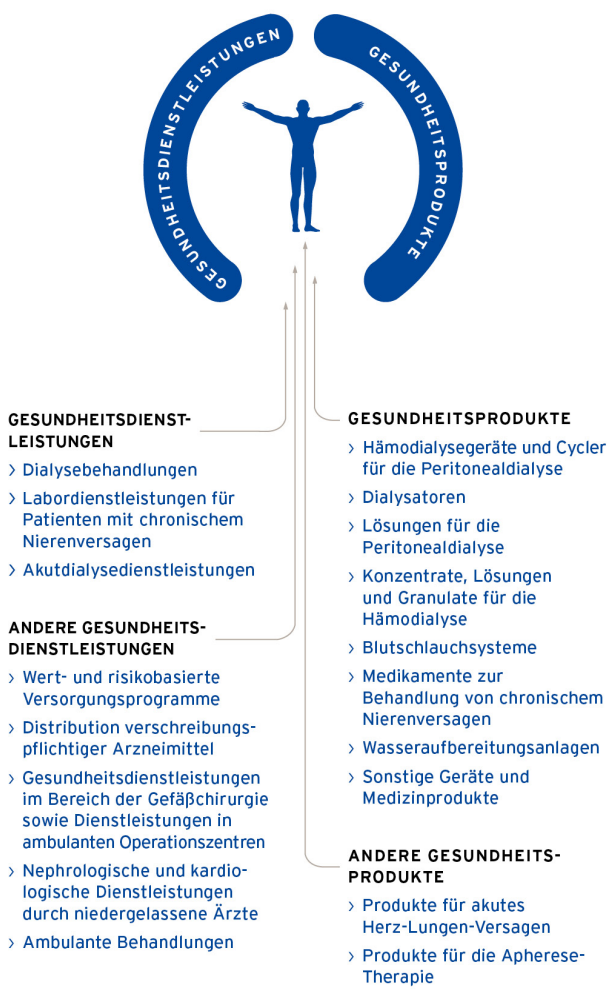 GESUNDHEITSDIENSTLEISTUNGEN
GESUNDHEITSPRODUKTE
GESUNDHEITSDIENST-
LEISTUNGEN
> Dialysebehandlungen
> Labordienstleistungen für
Patienten mit chronischem
Nierenversagen
> Akutdialysedienstleistungen
ANDERE GESUNDHEITS-
DIENSTLEISTUNGEN
> Wert- und risikobasierte
Versorgungsprogramme
> Distribution verschreibungs-
pflichtiger Arzneimittel
> Gesundheitsdienstleistungen
im Bereich der Gefäßchirurgie
sowie Dienstleistungen in
ambulanten Operationszentren
> Nephrologische und kardio-
logische Dienstleistungen
durch niedergelassene Ärzte
> Ambulante Behandlungen
GESUNDHEITSPRODUKTE
> Hämodialysegeräte und Cycler
für die Peritonealdialyse
> Dialysatoren
> Lösungen für die
Peritonealdialyse
> Konzentrate, Lösungen
und Granulate für die
Hämodialyse
> Blutschlauchsysteme
> Medikamente zur
Behandlung von chronischem
Nierenversagen
> Wasseraufbereitungsanlagen
> Sonstige Geräte und
Medizinprodukte
ANDERE GESUNDHEITS-
PRODUKTE
> Produkte für akutes
Herz-Lungen-Versagen
> Produkte für die Apherese-
Therapie